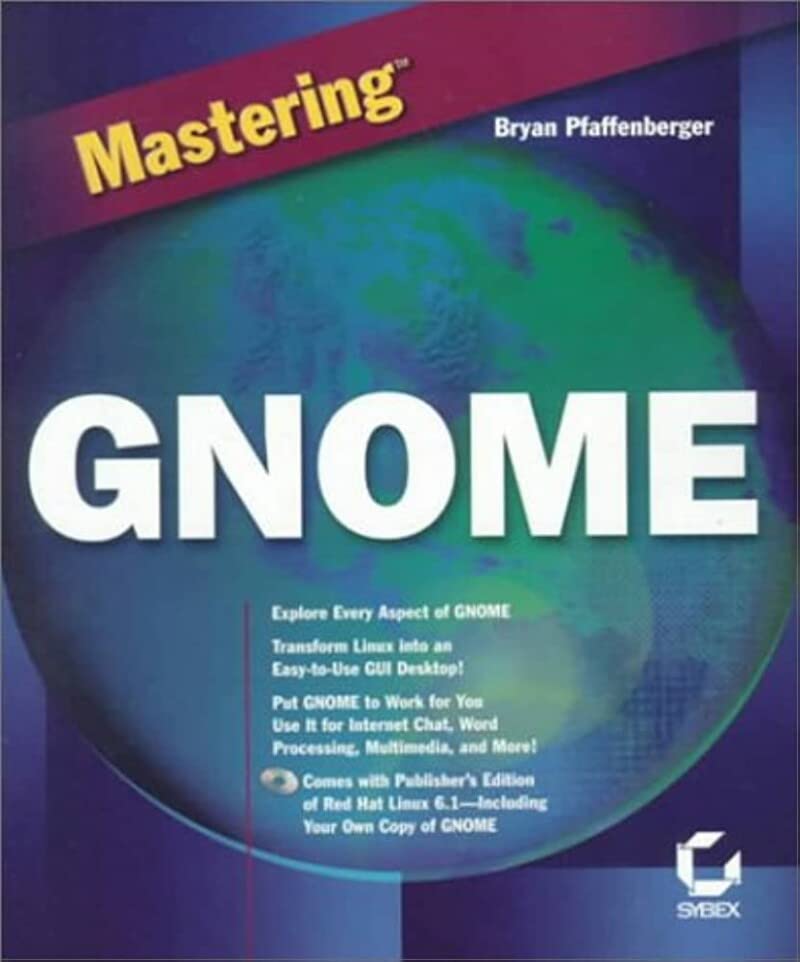 Mastering™
Bryan Pfaffenberger
GNOME
Explore Every Aspect of GNOME
Transform Linux into an
Easy-to-Use GUI Desktop!
Put GNOME to Work for You
Use It for Internet Chat, Word
Processing, Multimedia, and More!
Comes with Publisher's Edition
of Red Hat Linux 6.1—Including
Your Own Copy of GNOME
SYBEX